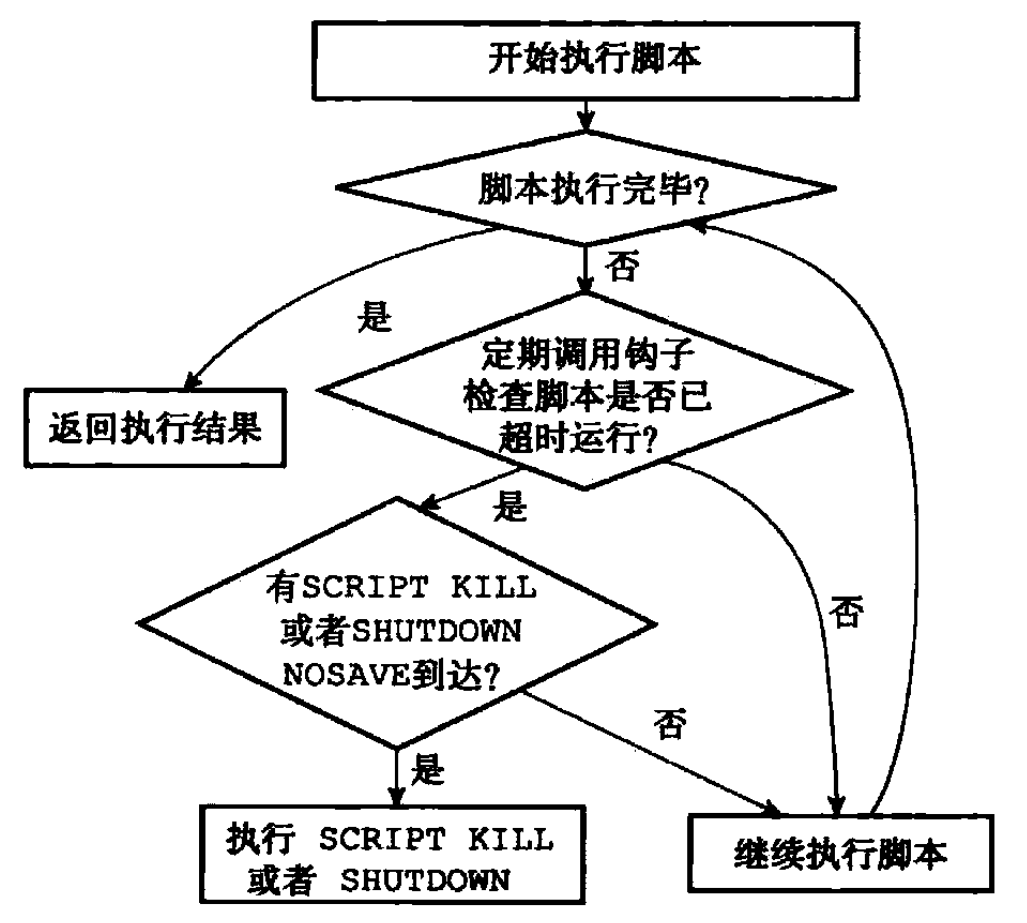 开始执行脚本
脚本执行完毕?
否
是
定期调用钩子
检查脚本是否已
超时运行?
返回执行结果
是
有SCRIPT KILL
或者SHUTDOWN
NOSAVE到达?
否
否
是
执行 SCRIPT KILL
或者 SHUTDOWN
继续执行脚本